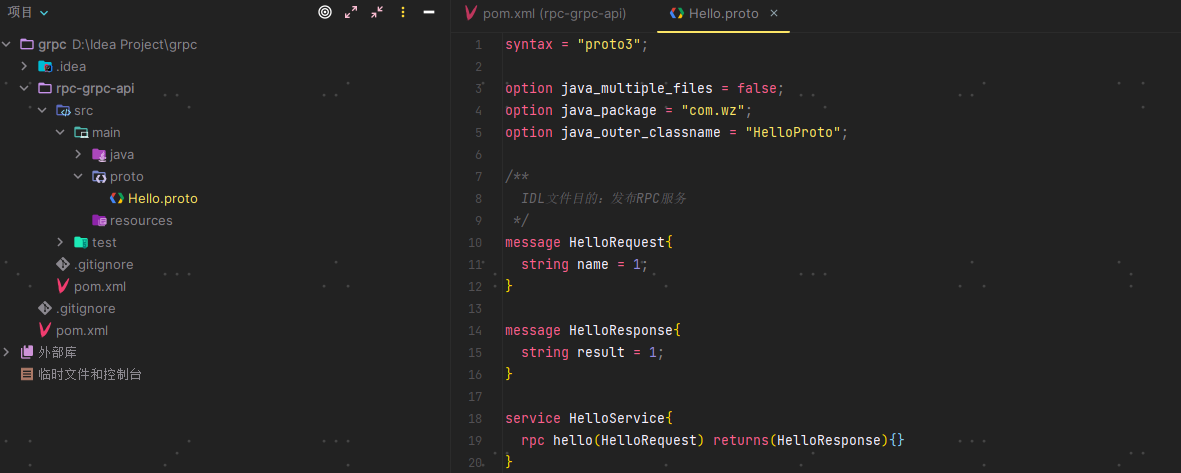 项目
grpc D:\Idea Project\grpc
.idea
rpc-grpc-api
src
main
java
proto
Hello.proto
resources
test
.gitignore
pom.xml
.gitignore
pom.xml
外部库
临时文件和控制台
pom.xml (rpc-grpc-api)
Hello.proto
1 syntax = "proto3";
2
3 option java_multiple_files = false;
4 option java_package = "com.wz";
5 option java_outer_classname = "HelloProto";
6
7 /**
8 IDL文件目的：发布RPC服务
9 */
10 message HelloRequest{
11 string name = 1;
12 }
13
14 message HelloResponse{
15 string result = 1;
16 }
17
18 service HelloService{
19 rpc hello(HelloRequest) returns(HelloResponse){}
20 }